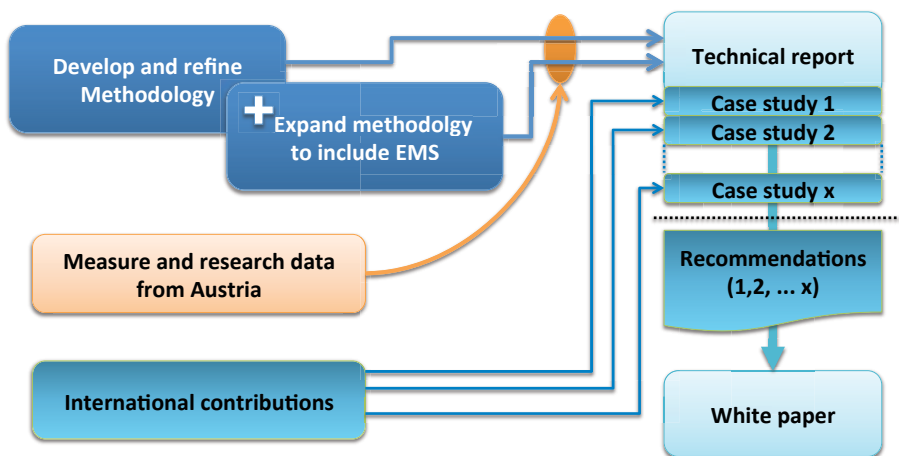 Develop and refine
Methodology
Expand methodolgy
to include EMS
Measure and research data
from Austria
International contributions
Technical report
Case study 1
Case study 2
Case study x
Recommendations
(1,2, ... x)
White paper